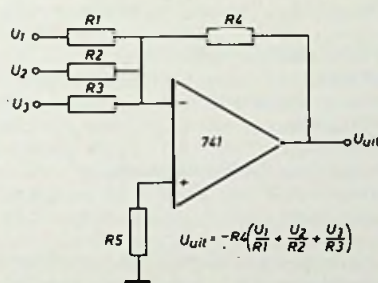 R1
R4
U1
R2
U2
R3
U3
-
741
Uuit
+
R5
Uuit = -R4(U1/R1 + U2/R2 + U3/R3)